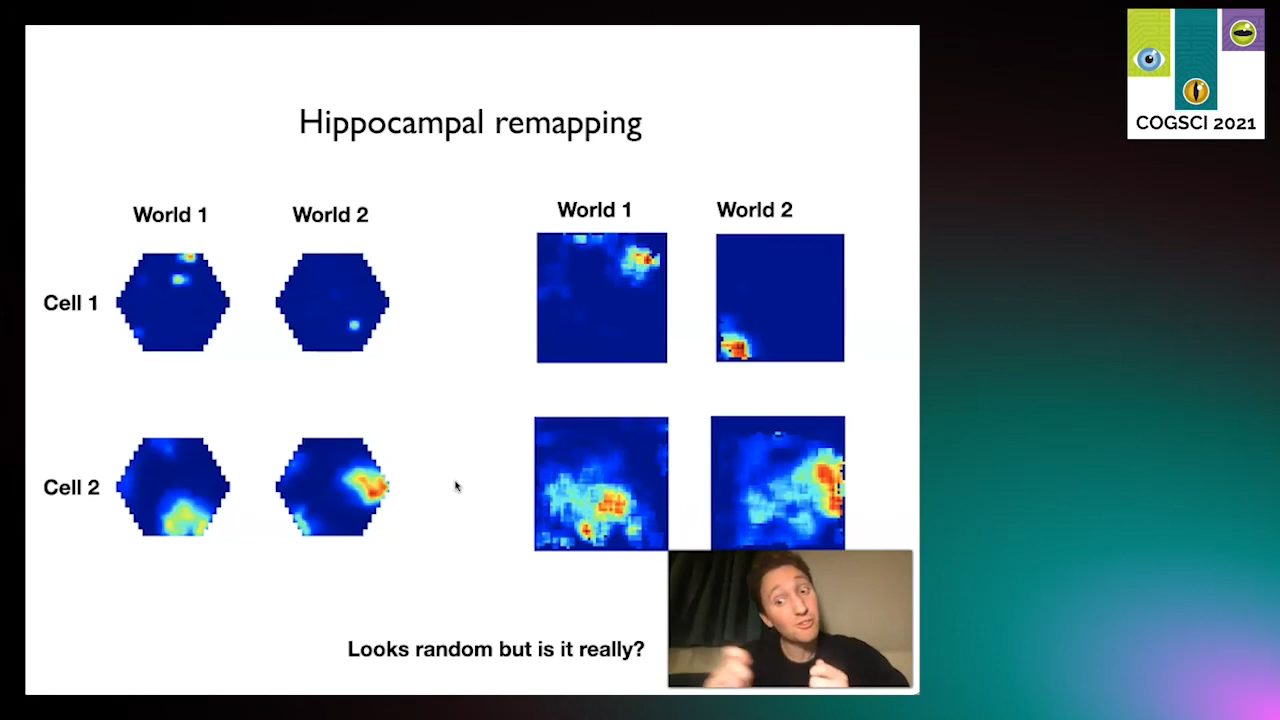 Hippocampal remapping
World 1
World 2
World 1
World 2
Cell 1
Cell 2
Looks random but is it really?
COGSCI 2021